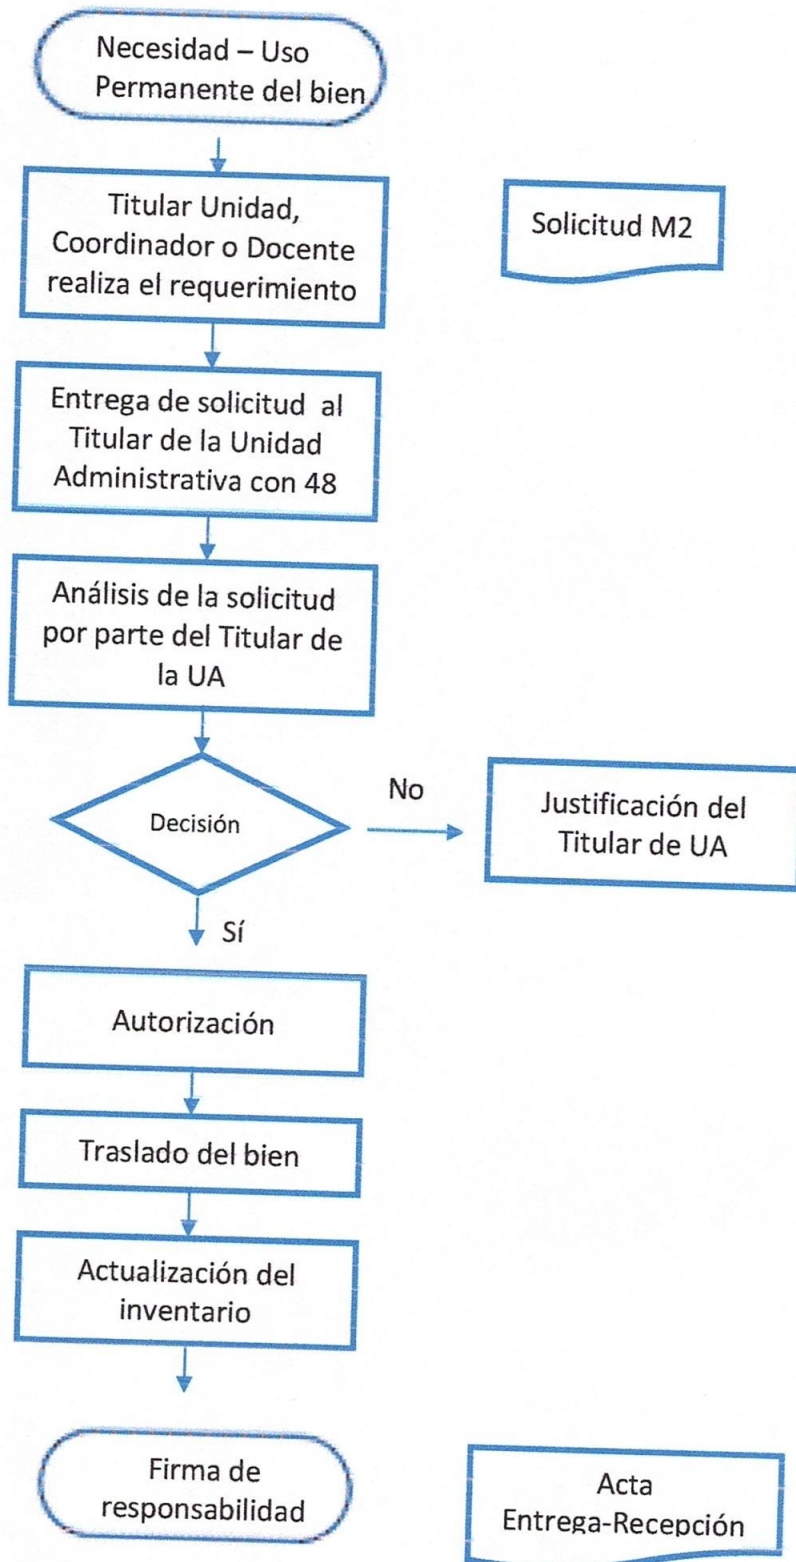 Necesidad – Uso
Permanente del bien
Titular Unidad,
Coordinador o Docente
realiza el requerimiento
Solicitud M2
Entrega de solicitud al
Titular de la Unidad
Administrativa con 48
Análisis de la solicitud
por parte del Titular de
la UA
Decisión
No
Justificación del
Titular de UA
Sí
Autorización
Traslado del bien
Actualización del
inventario
Firma de
responsabilidad
Acta
Entrega-Recepción